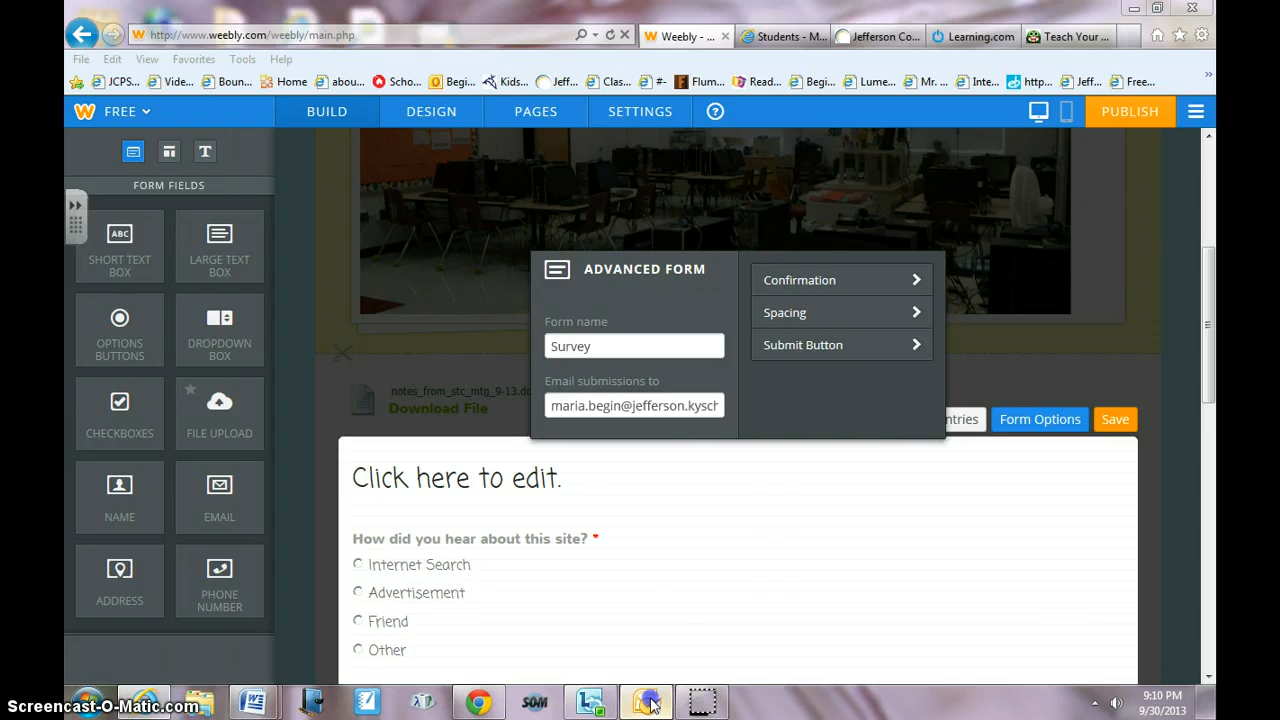 http://www.weebly.com/weebly/main.php
Weebly - ...
Students - M...
Jefferson Co...
Learning.com
Teach Your ...
File Edit View Favorites Tools Help
JCPS... Vide... Boun... Home abou... Scho... Begi... Kids... Jeff... Clas... #- Flum... Read... Begi... Lume... Mr. ... Inte... http... Jeff... Free...
FREE BUILD DESIGN PAGES SETTINGS ? PUBLISH
FORM FIELDS
ABC
SHORT TEXT BOX
LARGE TEXT BOX
OPTIONS BUTTONS
DROPDOWN BOX
CHECKBOXES
FILE UPLOAD
NAME
EMAIL
ADDRESS
PHONE NUMBER
ADVANCED FORM
Form name
Survey
Email submissions to
maria.begin@jefferson.kysch
Confirmation
Spacing
Submit Button
notes_from_stc_mtg_9-13.do
Download File
ntries Form Options Save
Click here to edit.
How did you hear about this site? *
Internet Search
Advertisement
Friend
Other
SOM
9:10 PM
9/30/2013
Screencast-O-Matic.com